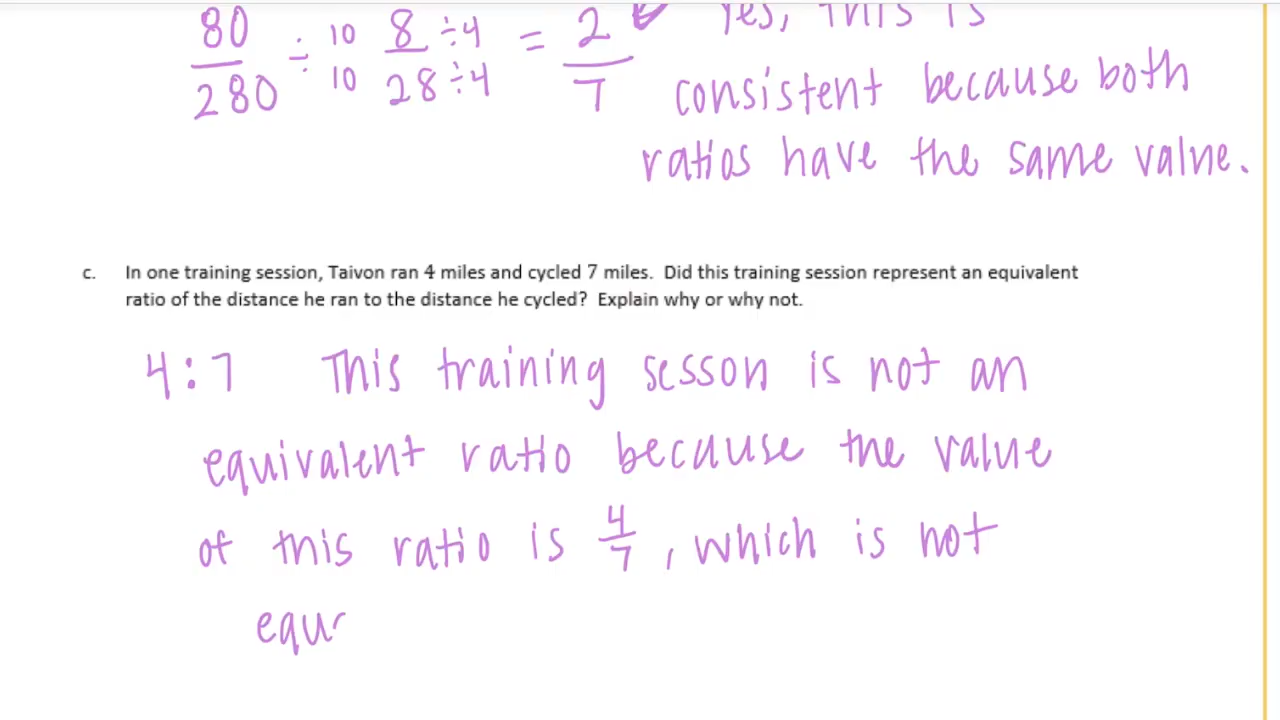 80/280 ÷ 10/10 8÷4/28÷4 = 2/7 Yes, This is
consistent because both
ratios have the same value.
c. In one training session, Taivon ran 4 miles and cycled 7 miles. Did this training session represent an equivalent
ratio of the distance he ran to the distance he cycled? Explain why or why not.
4:7 This training sesson is not an
equivalent ratio because the value
of this ratio is 4/7, which is not
equi